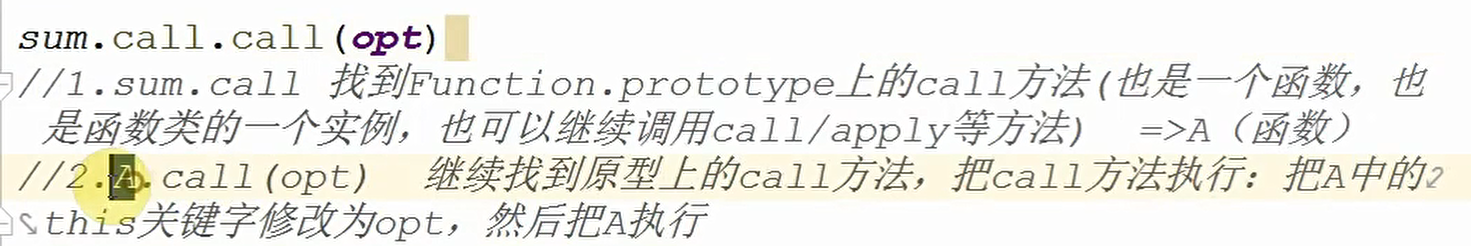 sum.call.call(opt)
//1.sum.call 找到Function.prototype上的call方法(也是一个函数，也
是函数类的一个实例，也可以继续调用call/apply等方法)  =>A（函数）
//2.A.call(opt)  继续找到原型上的call方法，把call方法执行：把A中的
this关键字修改为opt，然后把A执行